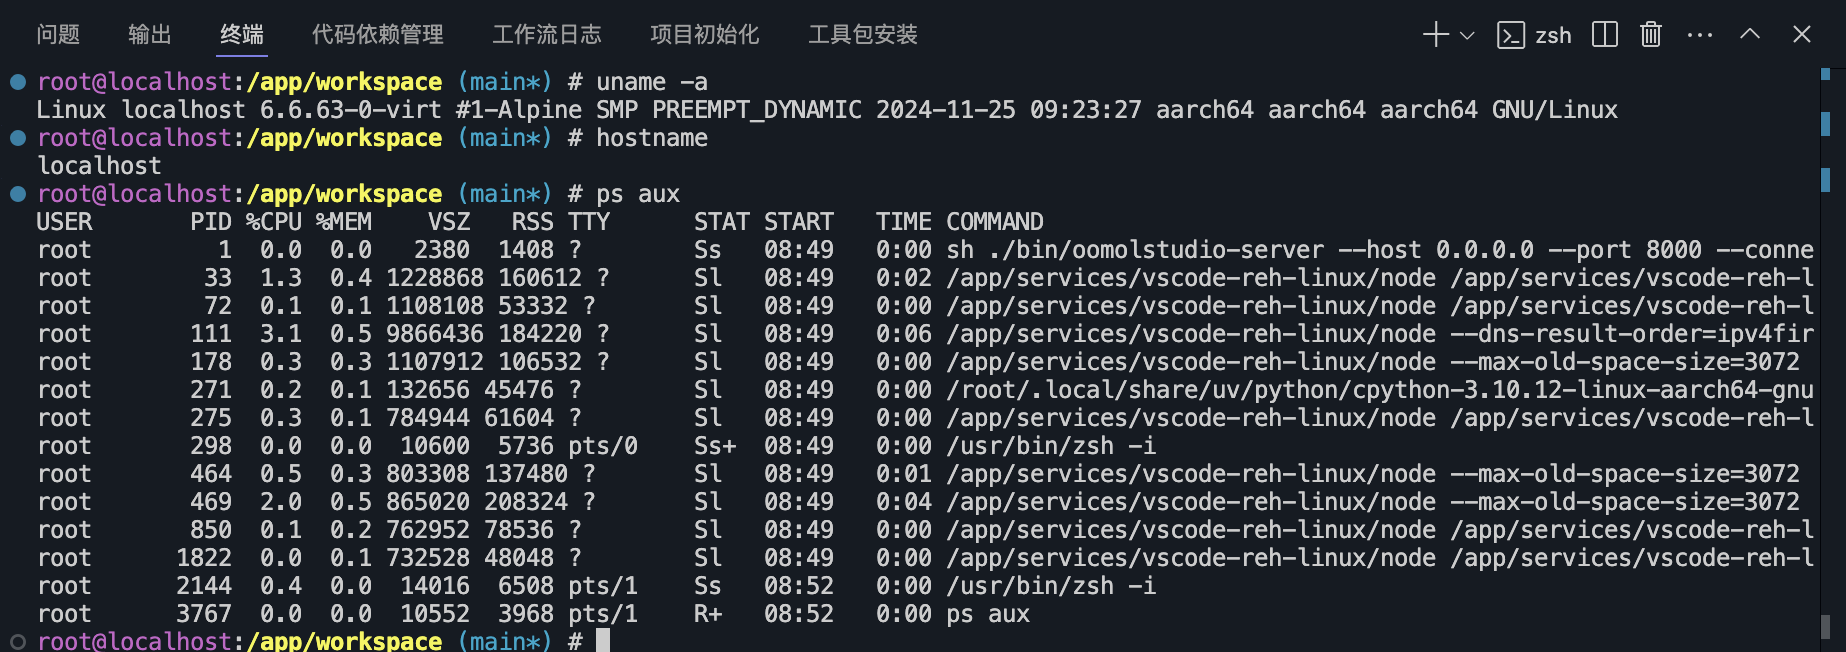 问题 输出 终端 代码依赖管理 工作流日志 项目初始化 工具包安装 zsh
root@localhost:/app/workspace (main*) # uname -a
Linux localhost 6.6.63-0-virt #1-Alpine SMP PREEMPT_DYNAMIC 2024-11-25 09:23:27 aarch64 aarch64 aarch64 GNU/Linux
root@localhost:/app/workspace (main*) # hostname
localhost
root@localhost:/app/workspace (main*) # ps aux
USER       PID %CPU %MEM    VSZ   RSS TTY      STAT START   TIME COMMAND
root         1  0.0  0.0   2380  1408 ?        Ss   08:49   0:00 sh ./bin/oomolstudio-server --host 0.0.0.0 --port 8000 --conne
root        33  1.3  0.4 1228868 160612 ?      Sl   08:49   0:02 /app/services/vscode-reh-linux/node /app/services/vscode-reh-l
root        72  0.1  0.1 1108108 53332 ?       Sl   08:49   0:00 /app/services/vscode-reh-linux/node /app/services/vscode-reh-l
root       111  3.1  0.5 9866436 184220 ?      Sl   08:49   0:06 /app/services/vscode-reh-linux/node --dns-result-order=ipv4fir
root       178  0.3  0.3 1107912 106532 ?      Sl   08:49   0:00 /app/services/vscode-reh-linux/node --max-old-space-size=3072
root       271  0.2  0.1 132656 45476 ?        Sl   08:49   0:00 /root/.local/share/uv/python/cpython-3.10.12-linux-aarch64-gnu
root       275  0.3  0.1 784944 61604 ?        Sl   08:49   0:00 /app/services/vscode-reh-linux/node /app/services/vscode-reh-l
root       298  0.0  0.0  10600  5736 pts/0    Ss+  08:49   0:00 /usr/bin/zsh -i
root       464  0.5  0.3 803308 137480 ?       Sl   08:49   0:01 /app/services/vscode-reh-linux/node --max-old-space-size=3072
root       469  2.0  0.5 865020 208324 ?       Sl   08:49   0:04 /app/services/vscode-reh-linux/node --max-old-space-size=3072
root       850  0.1  0.2 762952 78536 ?        Sl   08:49   0:00 /app/services/vscode-reh-linux/node /app/services/vscode-reh-l
root      1822  0.0  0.1 732528 48048 ?        Sl   08:49   0:00 /app/services/vscode-reh-linux/node /app/services/vscode-reh-l
root      2144  0.4  0.0  14016  6508 pts/1    Ss   08:52   0:00 /usr/bin/zsh -i
root      3767  0.0  0.0  10552  3968 pts/1    R+   08:52   0:00 ps aux
root@localhost:/app/workspace (main*) #